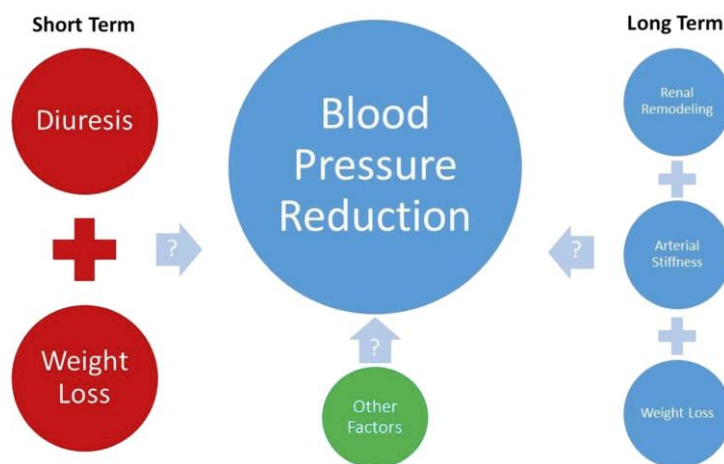 Short Term
Diuresis
?
Weight
Loss
Blood
Pressure
Reduction
?
Other
Factors
Long Term
Renal
Remodeling
?
Arterial
Stiffness
Weight Loss